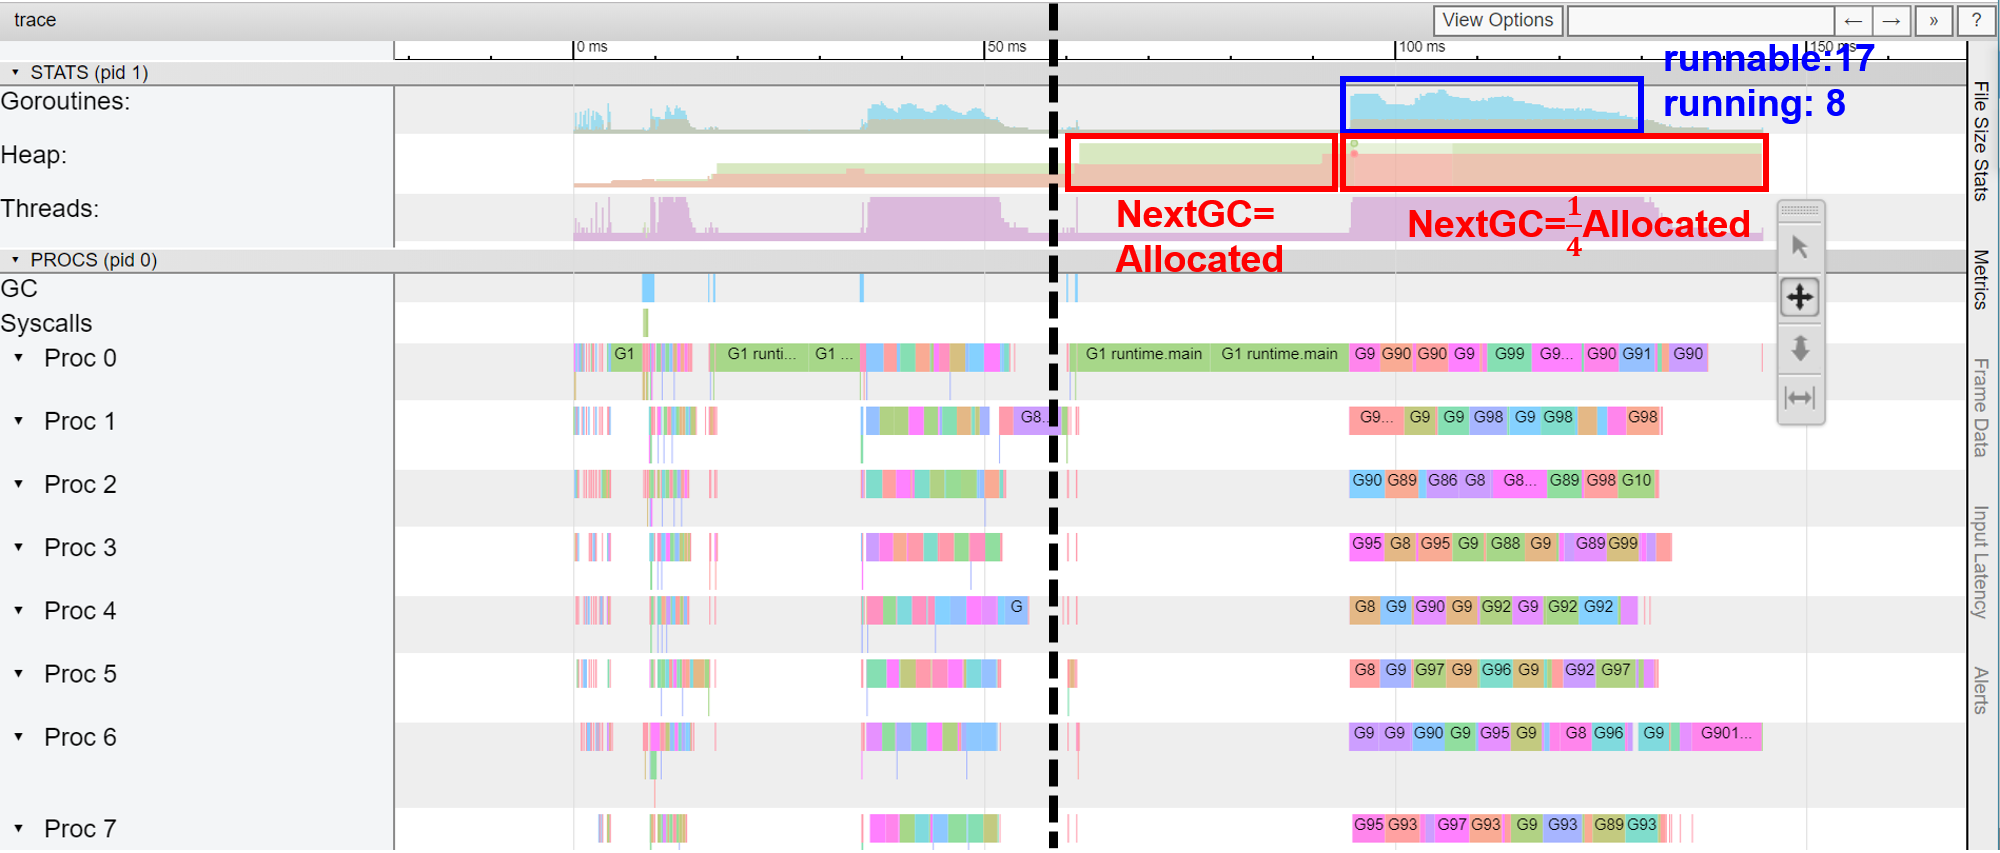 trace
View Options
← → » ?
0 ms 50 ms 100 ms 150 ms
▾ STATS (pid 1)
runnable:17
running: 8
Goroutines:
Heap:
Threads:
NextGC=
Allocated
NextGC=1/4Allocated
▾ PROCS (pid 0)
GC
Syscalls
▾ Proc 0 G1 G1 runti... G1 ... G1 runtime.main G1 runtime.main G9 G90 G90 G9 G99 G9... G90 G91 G90
▾ Proc 1 G8... G9... G9 G9 G98 G9 G98 G98
▾ Proc 2 G90 G89 G86 G8 G8... G89 G98 G10
▾ Proc 3 G95 G8 G95 G9 G88 G9 G89 G99
▾ Proc 4 G G8 G9 G90 G9 G92 G9 G92 G92
▾ Proc 5 G8 G9 G97 G9 G96 G9 G92 G97
▾ Proc 6 G9 G9 G90 G9 G95 G9 G8 G96 G9 G901...
▾ Proc 7 G95 G93 G97 G93 G9 G93 G89 G93
File Size Stats
Metrics
Frame Data
Input Latency
Alerts